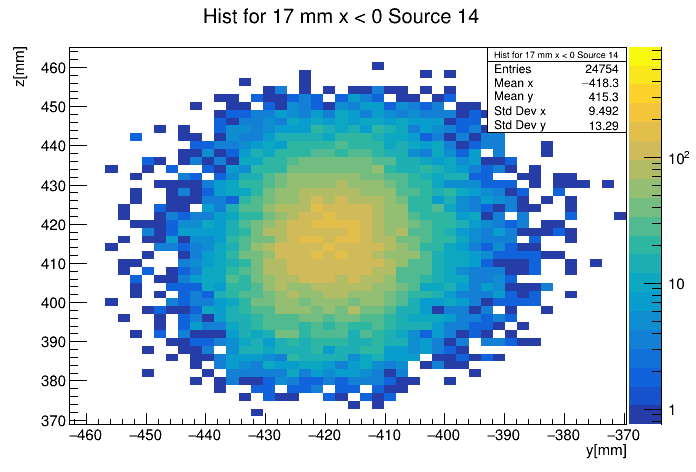 Hist for 17 mm x < 0 Source 14
z[mm]
Hist for 17 mm x < 0 Source 14
Entries 24754
Mean x −418.3
Mean y 415.3
Std Dev x 9.492
Std Dev y 13.29
460
450
440
430
420
410
400
390
380
370
−460 −450 −440 −430 −420 −410 −400 −390 −380 −370
y[mm]
10²
10
1